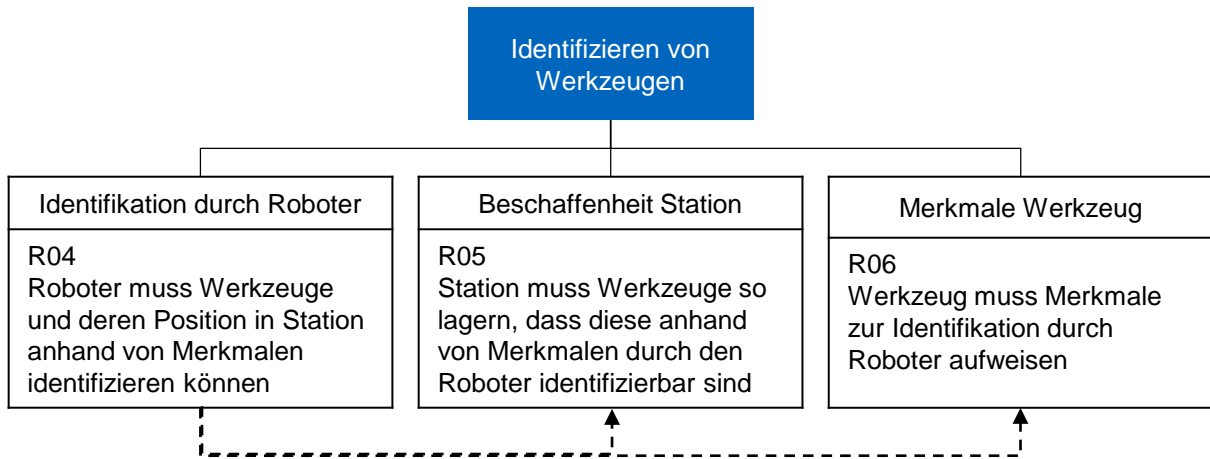 Identifizieren von
Werkzeugen
Identifikation durch Roboter
R04
Roboter muss Werkzeuge
und deren Position in Station
anhand von Merkmalen
identifizieren können
Beschaffenheit Station
R05
Station muss Werkzeuge so
lagern, dass diese anhand
von Merkmalen durch den
Roboter identifizierbar sind
Merkmale Werkzeug
R06
Werkzeug muss Merkmale
zur Identifikation durch
Roboter aufweisen